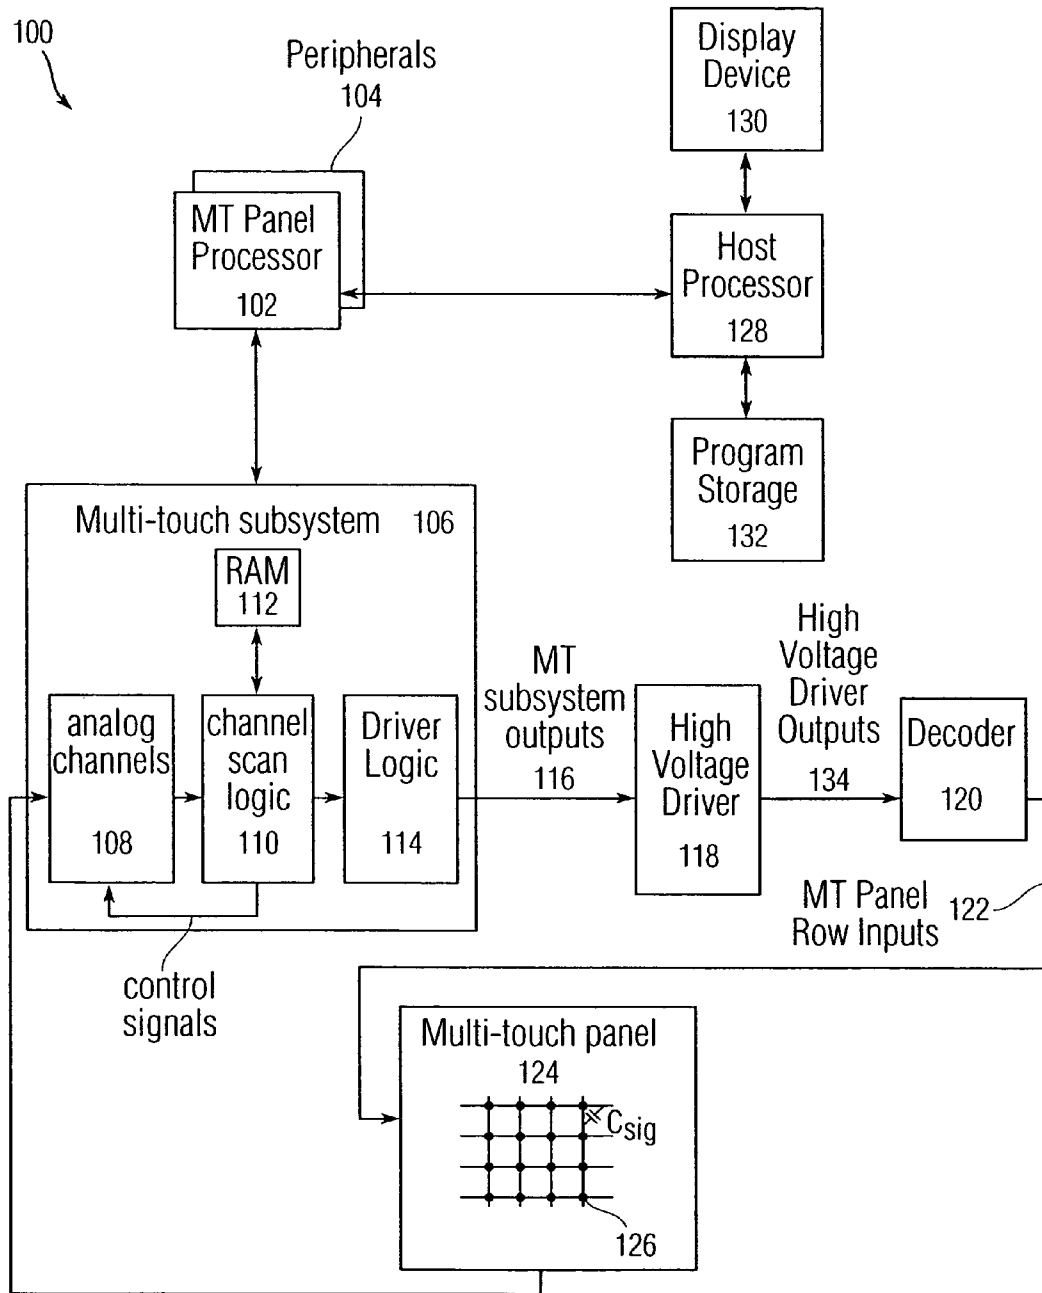 100
Peripherals
104
Display
Device
130
MT Panel
Processor
102
Host
Processor
128
Program
Storage
132
Multi-touch subsystem 106
RAM
112
analog
channels
108
channel
scan
logic
110
Driver
Logic
114
MT
subsystem
outputs
116
High
Voltage
Driver
118
High
Voltage
Driver
Outputs
134
Decoder
120
MT Panel
Row Inputs
122
control
signals
Multi-touch panel
124
Csig
126